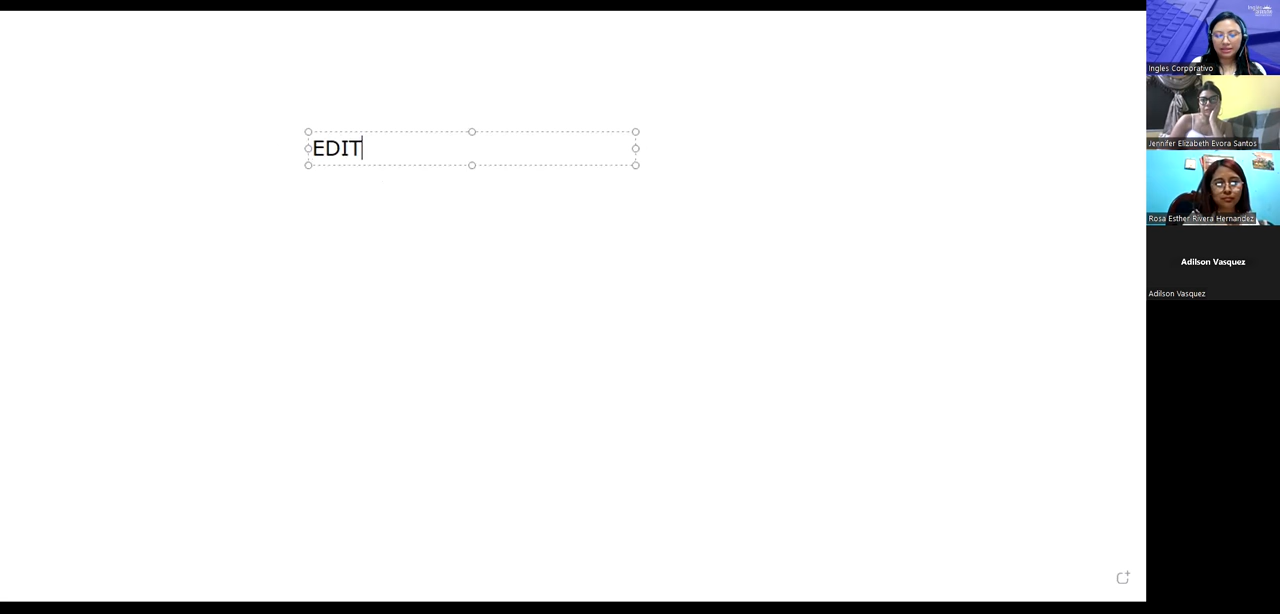 EDIT
Ingles Corporativo
Jennifer Elizabeth Evora Santos
Rosa Esther Rivera Hernandez
Adilson Vasquez
Adilson Vasquez